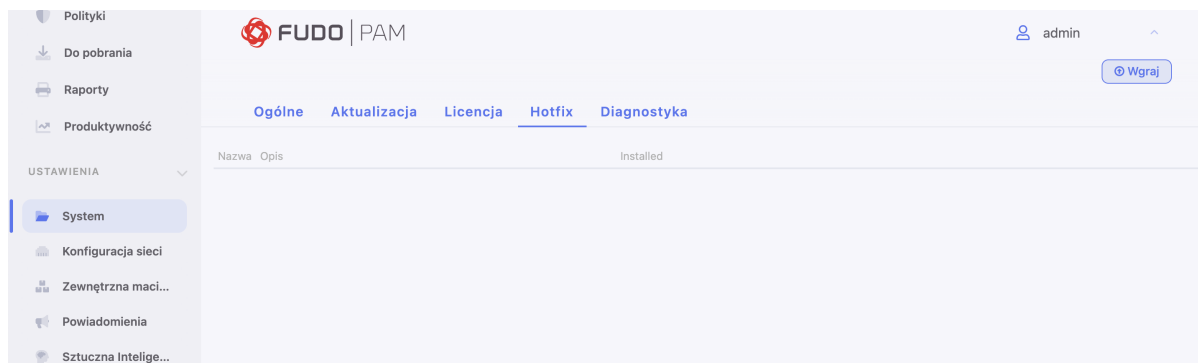 Polityki
Do pobrania
Raporty
Produktywność
USTAWIENIA
System
Konfiguracja sieci
Zewnętrzna maci...
Powiadomienia
Sztuczna Intelige...
FUDO | PAM
admin
Wgraj
Ogólne Aktualizacja Licencja Hotfix Diagnostyka
Nazwa Opis Installed